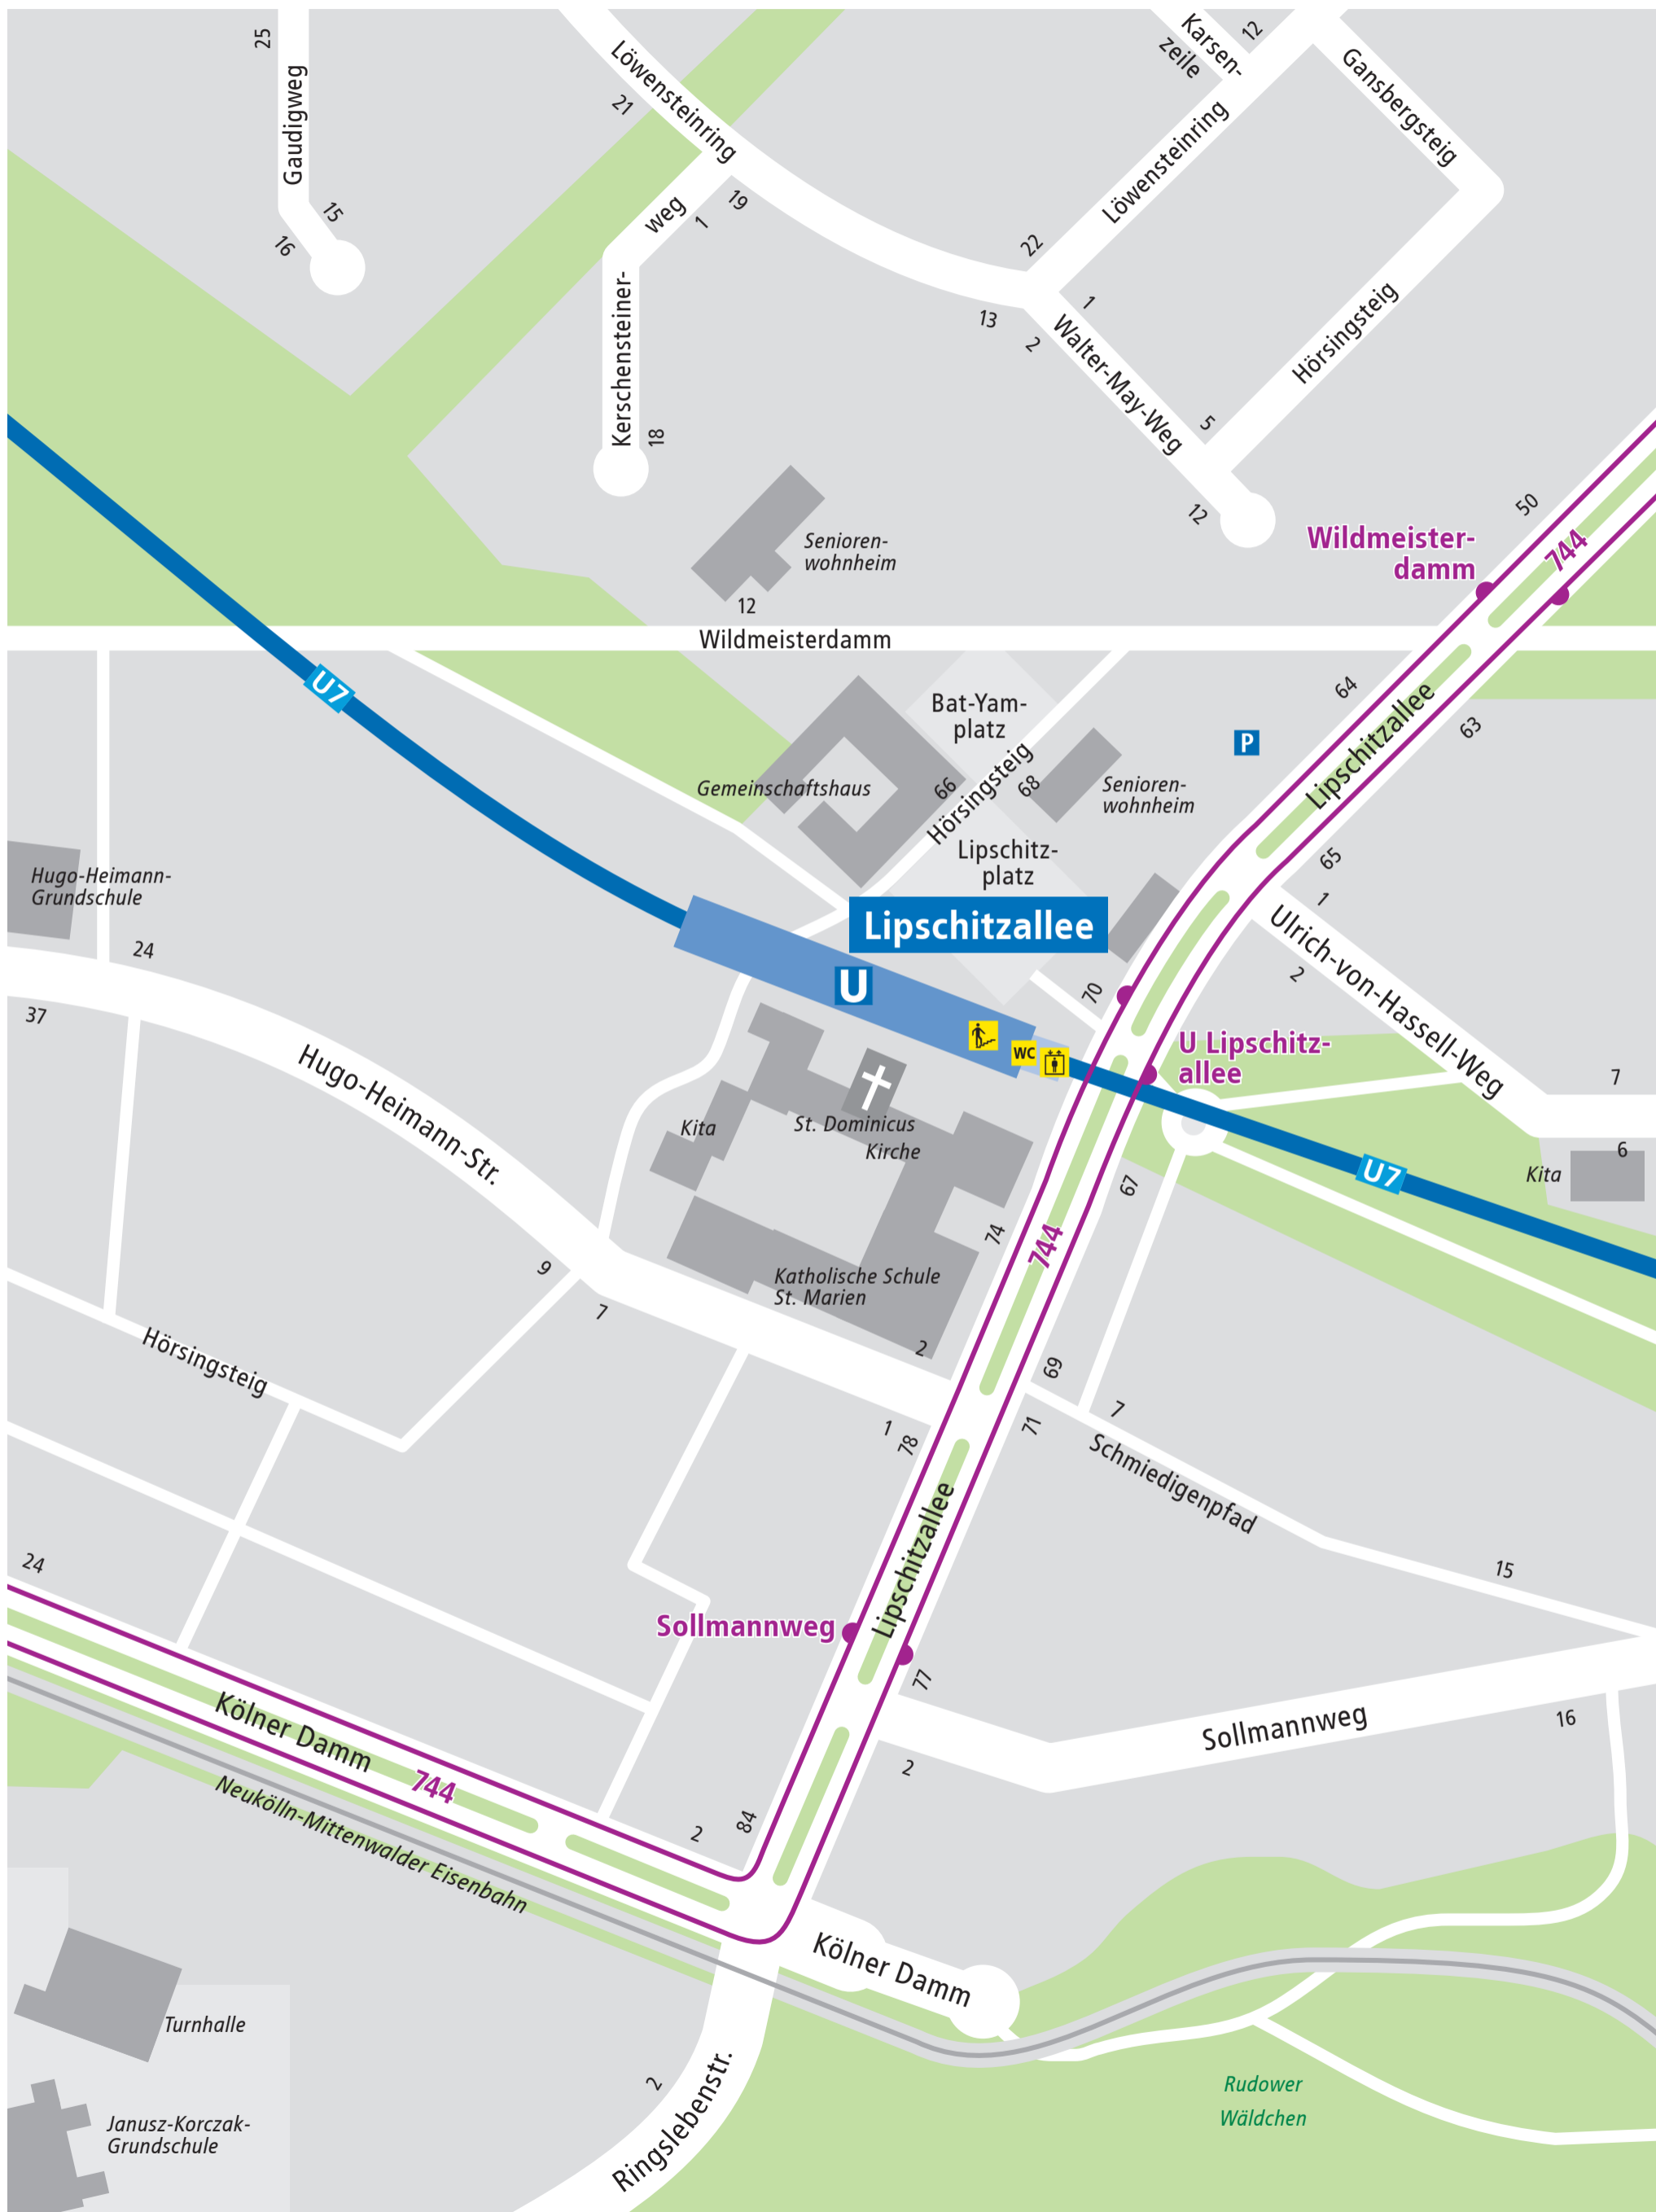 25
Gaudigweg
15
16
Löwensteinring
21
19
weg
1
Kerschensteiner-
18
Karsen-
zeile
12
Gansbergsteig
Löwensteinring
22
13
1
2
Walter-May-Weg
5
12
Hörsingsteig
50
Wildmeister-
damm
744
Senioren-
wohnheim
12
Wildmeisterdamm
U7
Bat-Yam-
platz
64
63
P
Lipschitzallee
Gemeinschaftshaus
66
Hörsingsteig
68
Senioren-
wohnheim
Lipschitz-
platz
65
1
Hugo-Heimann-
Grundschule
24
37
Lipschitzallee
U
70
2
Ulrich-von-Hassell-Weg
WC
U Lipschitz-
allee
7
6
Kita
U7
Hugo-Heimann-Str.
Kita
St. Dominicus
Kirche
67
74
744
9
7
Katholische Schule
St. Marien
2
Hörsingsteig
69
71
7
1
78
Schmiedigenpfad
15
Lipschitzallee
24
Sollmannweg
77
Sollmannweg
16
2
Kölner Damm
744
Neukölln-Mittenwalder Eisenbahn
2
84
Kölner Damm
Turnhalle
2
Ringslebenstr.
Rudower
Wäldchen
Janusz-Korczak-
Grundschule